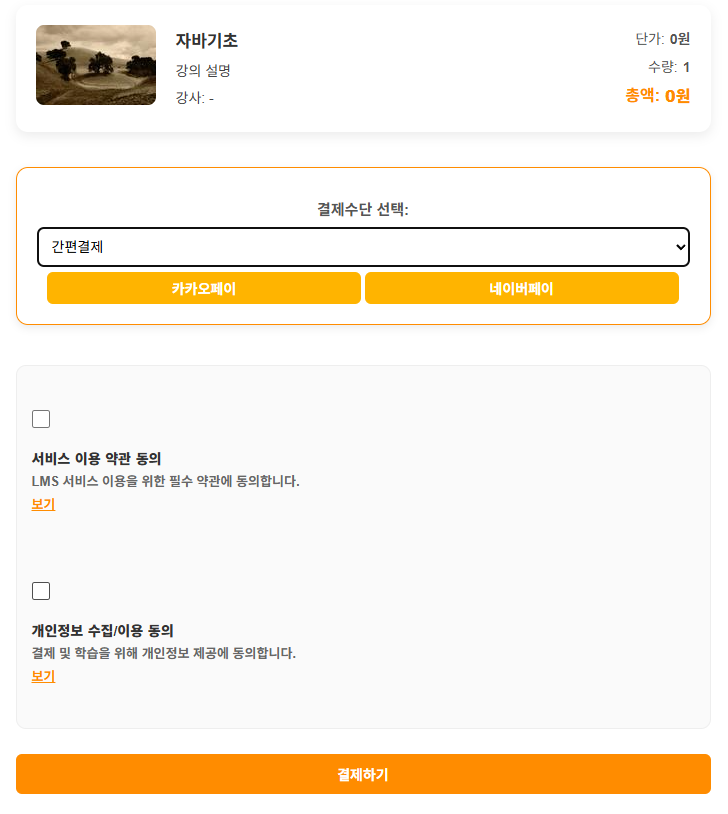 자바기초
강의 설명
강사: -
단가: 0원
수량: 1
총액: 0원
결제수단 선택:
간편결제
카카오페이
네이버페이
서비스 이용 약관 동의
LMS 서비스 이용을 위한 필수 약관에 동의합니다.
보기
개인정보 수집/이용 동의
결제 및 학습을 위해 개인정보 제공에 동의합니다.
보기
결제하기